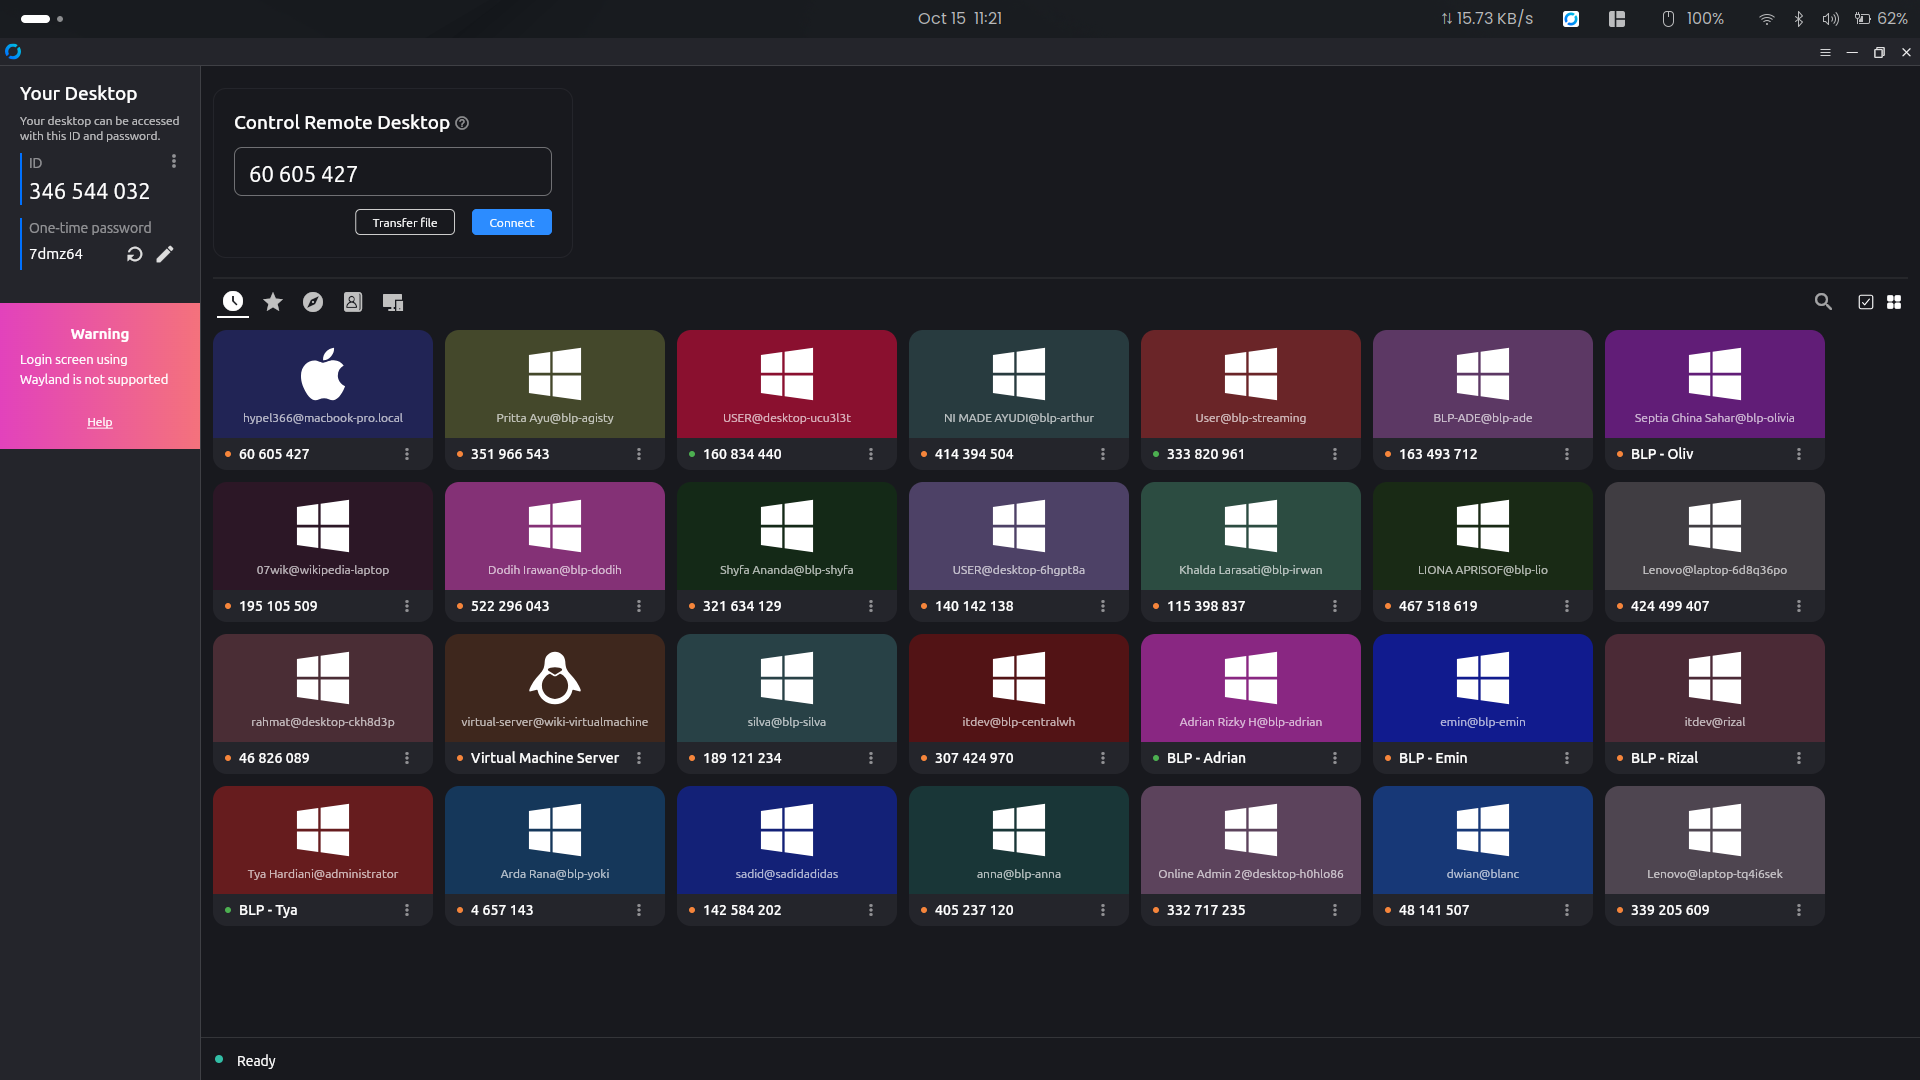 Oct 15 11:21
15.73 KB/s
100%
62%
Your Desktop
Your desktop can be accessed
with this ID and password.
ID
346 544 032
One-time password
7dmz64
Warning
Login screen using
Wayland is not supported
Help
Control Remote Desktop
60 605 427
Transfer file
Connect
hypel366@macbook-pro.local
60 605 427
Pritta Ayu@blp-agisty
351 966 543
USER@desktop-ucu3l3t
160 834 440
NI MADE AYUDI@blp-arthur
414 394 504
User@blp-streaming
333 820 961
BLP-ADE@blp-ade
163 493 712
Septia Ghina Sahar@blp-olivia
BLP - Oliv
07wik@wikipedia-laptop
195 105 509
Dodih Irawan@blp-dodih
522 296 043
Shyfa Ananda@blp-shyfa
321 634 129
USER@desktop-6hgpt8a
140 142 138
Khalda Larasati@blp-irwan
115 398 837
LIONA APRISOF@blp-lio
467 518 619
Lenovo@laptop-6d8q36po
424 499 407
rahmat@desktop-ckh8d3p
46 826 089
virtual-server@wiki-virtualmachine
Virtual Machine Server
silva@blp-silva
189 121 234
itdev@blp-centralwh
307 424 970
Adrian Rizky H@blp-adrian
BLP - Adrian
emin@blp-emin
BLP - Emin
itdev@rizal
BLP - Rizal
Tya Hardiani@administrator
BLP - Tya
Arda Rana@blp-yoki
4 657 143
sadid@sadidadidas
142 584 202
anna@blp-anna
405 237 120
Online Admin 2@desktop-h0hlo86
332 717 235
dwian@blanc
48 141 507
Lenovo@laptop-tq4i6sek
339 205 609
Ready